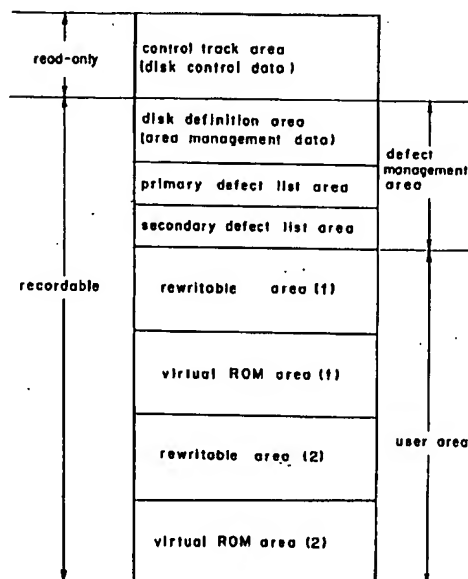 control track area
(disk control data)
read-only
disk definition area
(area management data)
defect
management
area
primary defect list area
secondary defect list area
recordable
rewritable area (1)
virtual ROM area (1)
rewritable area (2)
user area
virtual ROM area (2)